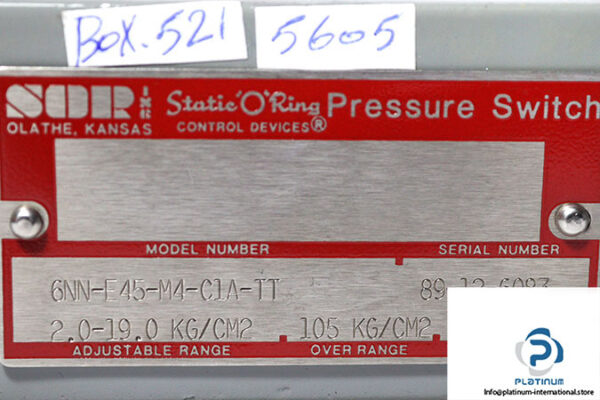 Box.521 5605
SOR INC
Static "O" Ring Pressure Switch
OLATHE, KANSAS CONTROL DEVICES®
MODEL NUMBER SERIAL NUMBER
6NN-E45-M4-C1A-TT
2.0-19.0 KG/CM2 105 KG/CM2
ADJUSTABLE RANGE OVER RANGE
PLATINUM
Info@platinum-international.store